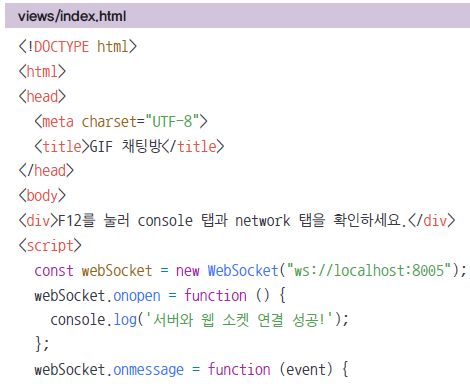 views/index.html
<!DOCTYPE html>
<html>
<head>
  <meta charset="UTF-8">
  <title>GIF 채팅방</title>
</head>
<body>
<div>F12를 눌러 console 탭과 network 탭을 확인하세요.</div>
<script>
  const webSocket = new WebSocket("ws://localhost:8005");
  webSocket.onopen = function () {
    console.log('서버와 웹 소켓 연결 성공!');
  };
  webSocket.onmessage = function (event) {